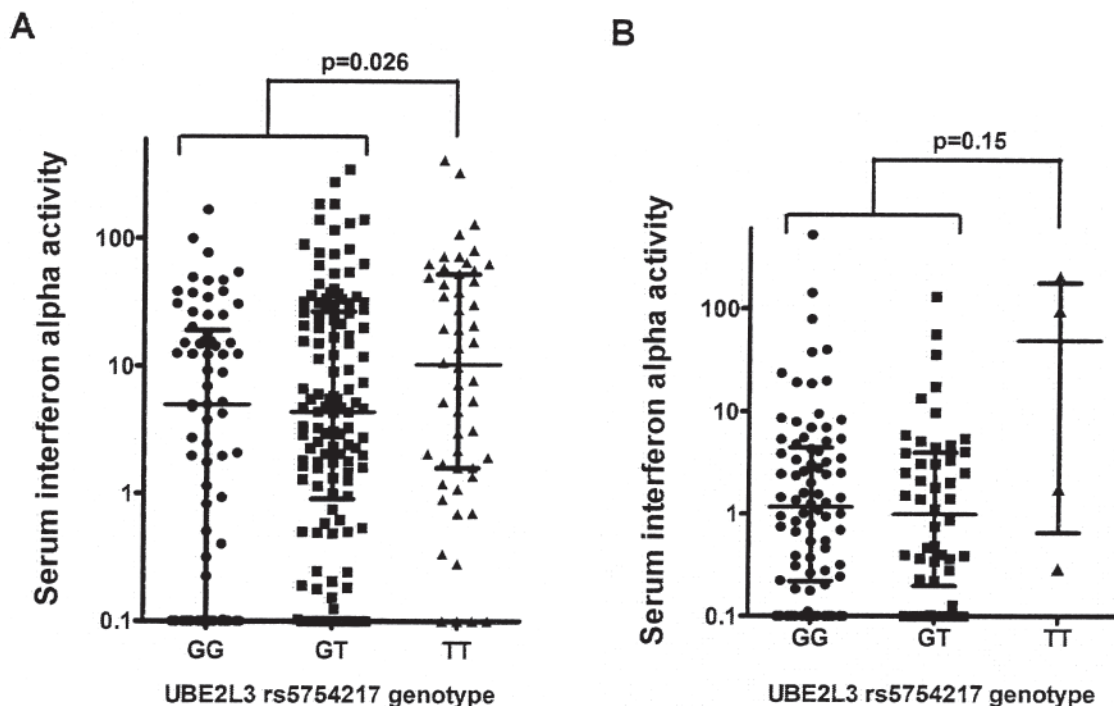 A
p=0.026
Serum interferon alpha activity
100
10
1
0.1
GG GT TT
UBE2L3 rs5754217 genotype
B
p=0.15
Serum interferon alpha activity
100
10
1
0.1
GG GT TT
UBE2L3 rs5754217 genotype